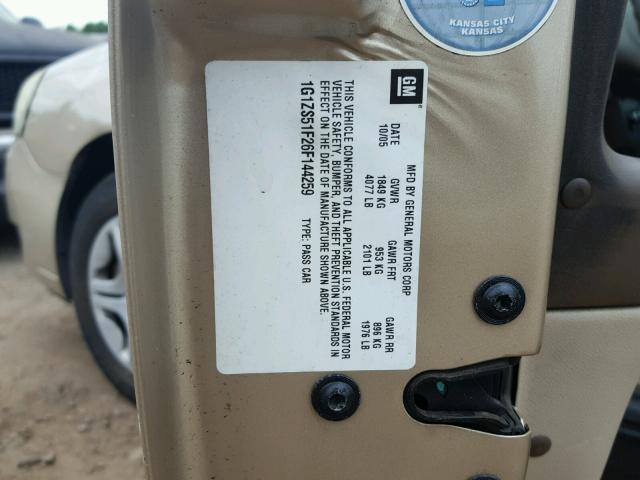 KANSAS CITY
KANSAS
GM
MFD BY GENERAL MOTORS CORP
DATE GVWR GAWR FRT GAWR RR
10/05 1849 KG 953 KG 896 KG
4077 LB 2101 LB 1976 LB
THIS VEHICLE CONFORMS TO ALL APPLICABLE U.S. FEDERAL MOTOR
VEHICLE SAFETY, BUMPER, AND THEFT PREVENTION STANDARDS IN
EFFECT ON THE DATE OF MANUFACTURE SHOWN ABOVE.
1G1ZS51F26F144259 TYPE: PASS CAR